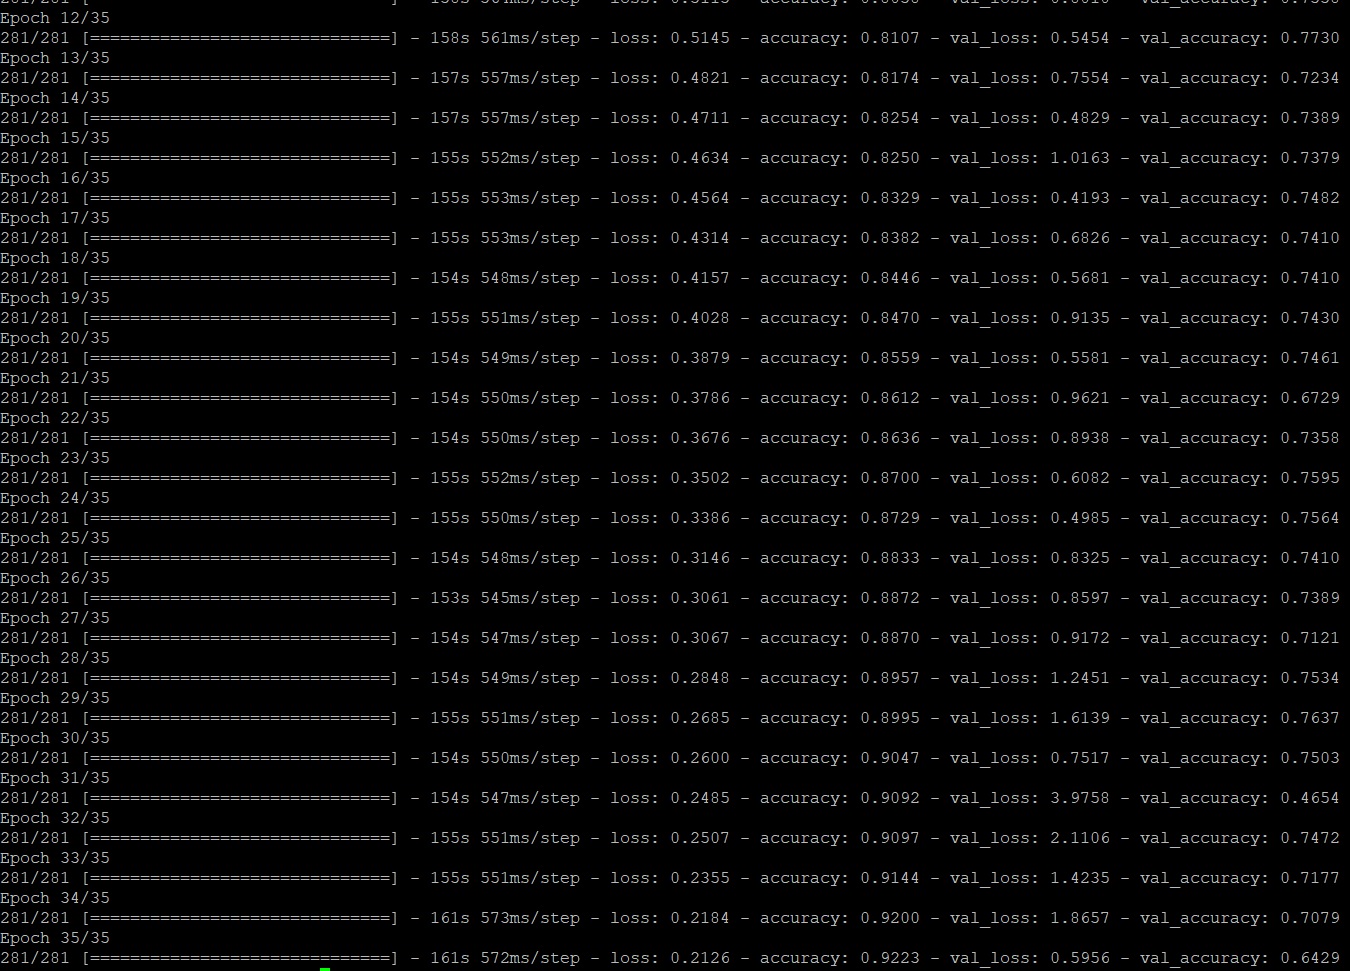 Epoch 12/35
281/281 [==============================] - 158s 561ms/step - loss: 0.5145 - accuracy: 0.8107 - val_loss: 0.5454 - val_accuracy: 0.7730
Epoch 13/35
281/281 [==============================] - 157s 557ms/step - loss: 0.4821 - accuracy: 0.8174 - val_loss: 0.7554 - val_accuracy: 0.7234
Epoch 14/35
281/281 [==============================] - 157s 557ms/step - loss: 0.4711 - accuracy: 0.8254 - val_loss: 0.4829 - val_accuracy: 0.7389
Epoch 15/35
281/281 [==============================] - 155s 552ms/step - loss: 0.4634 - accuracy: 0.8250 - val_loss: 1.0163 - val_accuracy: 0.7379
Epoch 16/35
281/281 [==============================] - 155s 553ms/step - loss: 0.4564 - accuracy: 0.8329 - val_loss: 0.4193 - val_accuracy: 0.7482
Epoch 17/35
281/281 [==============================] - 155s 553ms/step - loss: 0.4314 - accuracy: 0.8382 - val_loss: 0.6826 - val_accuracy: 0.7410
Epoch 18/35
281/281 [==============================] - 154s 548ms/step - loss: 0.4157 - accuracy: 0.8446 - val_loss: 0.5681 - val_accuracy: 0.7410
Epoch 19/35
281/281 [==============================] - 155s 551ms/step - loss: 0.4028 - accuracy: 0.8470 - val_loss: 0.9135 - val_accuracy: 0.7430
Epoch 20/35
281/281 [==============================] - 154s 549ms/step - loss: 0.3879 - accuracy: 0.8559 - val_loss: 0.5581 - val_accuracy: 0.7461
Epoch 21/35
281/281 [==============================] - 154s 550ms/step - loss: 0.3786 - accuracy: 0.8612 - val_loss: 0.9621 - val_accuracy: 0.6729
Epoch 22/35
281/281 [==============================] - 154s 550ms/step - loss: 0.3676 - accuracy: 0.8636 - val_loss: 0.8938 - val_accuracy: 0.7358
Epoch 23/35
281/281 [==============================] - 155s 552ms/step - loss: 0.3502 - accuracy: 0.8700 - val_loss: 0.6082 - val_accuracy: 0.7595
Epoch 24/35
281/281 [==============================] - 155s 550ms/step - loss: 0.3386 - accuracy: 0.8729 - val_loss: 0.4985 - val_accuracy: 0.7564
Epoch 25/35
281/281 [==============================] - 154s 548ms/step - loss: 0.3146 - accuracy: 0.8833 - val_loss: 0.8325 - val_accuracy: 0.7410
Epoch 26/35
281/281 [==============================] - 153s 545ms/step - loss: 0.3061 - accuracy: 0.8872 - val_loss: 0.8597 - val_accuracy: 0.7389
Epoch 27/35
281/281 [==============================] - 154s 547ms/step - loss: 0.3067 - accuracy: 0.8870 - val_loss: 0.9172 - val_accuracy: 0.7121
Epoch 28/35
281/281 [==============================] - 154s 549ms/step - loss: 0.2848 - accuracy: 0.8957 - val_loss: 1.2451 - val_accuracy: 0.7534
Epoch 29/35
281/281 [==============================] - 155s 551ms/step - loss: 0.2685 - accuracy: 0.8995 - val_loss: 1.6139 - val_accuracy: 0.7637
Epoch 30/35
281/281 [==============================] - 154s 550ms/step - loss: 0.2600 - accuracy: 0.9047 - val_loss: 0.7517 - val_accuracy: 0.7503
Epoch 31/35
281/281 [==============================] - 154s 547ms/step - loss: 0.2485 - accuracy: 0.9092 - val_loss: 3.9758 - val_accuracy: 0.4654
Epoch 32/35
281/281 [==============================] - 155s 551ms/step - loss: 0.2507 - accuracy: 0.9097 - val_loss: 2.1106 - val_accuracy: 0.7472
Epoch 33/35
281/281 [==============================] - 155s 551ms/step - loss: 0.2355 - accuracy: 0.9144 - val_loss: 1.4235 - val_accuracy: 0.7177
Epoch 34/35
281/281 [==============================] - 161s 573ms/step - loss: 0.2184 - accuracy: 0.9200 - val_loss: 1.8657 - val_accuracy: 0.7079
Epoch 35/35
281/281 [==============================] - 161s 572ms/step - loss: 0.2126 - accuracy: 0.9223 - val_loss: 0.5956 - val_accuracy: 0.6429